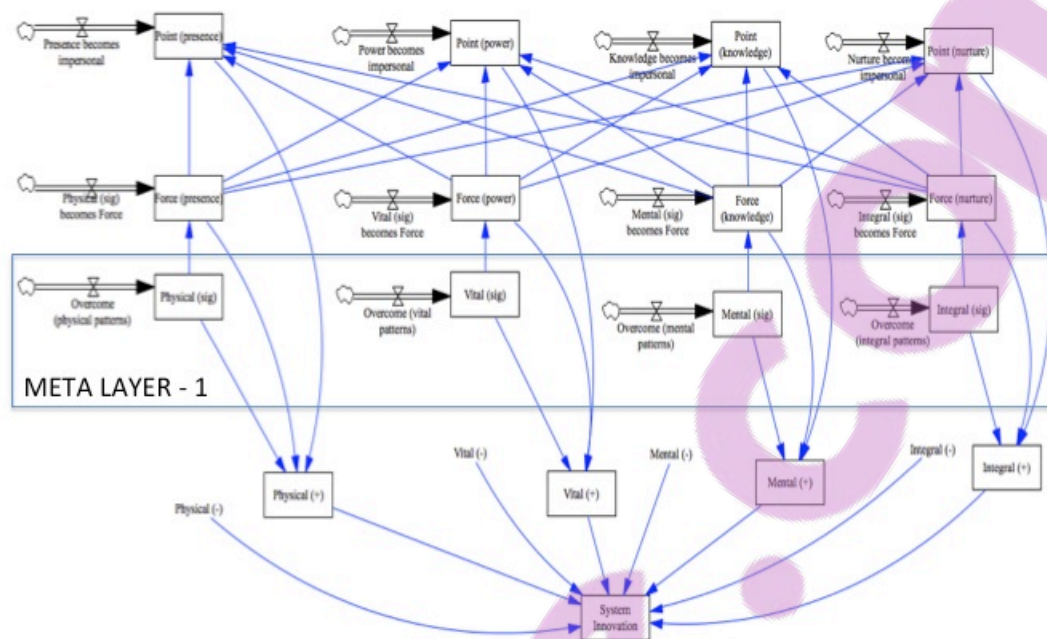 Presence becomes
impersonal
Point (presence)
Power becomes
impersonal
Point (power)
Knowledge becomes
impersonal
Point
(knowledge)
Nurture becomes
impersonal
Point (nurture)
Physical (sig)
becomes Force
Force (presence)
Vital (sig)
becomes Force
Force (power)
Mental (sig)
becomes Force
Force
(knowledge)
Integral (sig)
becomes Force
Force (nurture)
Overcome
(physical patterns)
Physical (sig)
Overcome (vital
patterns)
Vital (sig)
Overcome (mental
patterns)
Mental (sig)
Overcome
(integral patterns)
Integral (sig)
META LAYER - 1
Physical (-)
Physical (+)
Vital (-)
Vital (+)
Mental (-)
Mental (+)
Integral (-)
Integral (+)
System
Innovation